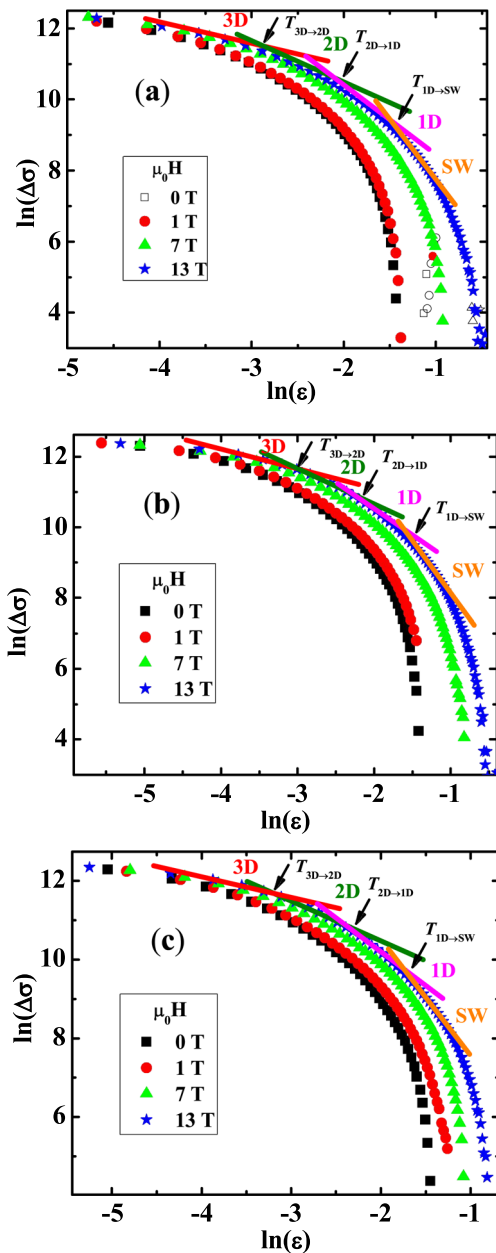 3D
T3D→2D
2D
T2D→1D
T1D→SW
(a)
1D
SW
μ0H
0 T
1 T
7 T
13 T
ln(Δσ)
12
10
8
6
4
-5
-4
-3
-2
-1
ln(ε)
3D
T3D→2D
2D
T2D→1D
(b)
1D
T1D→SW
SW
μ0H
0 T
1 T
7 T
13 T
ln(Δσ)
12
10
8
6
4
-5
-4
-3
-2
-1
ln(ε)
3D
T3D→2D
2D
T2D→1D
(c)
T1D→SW
1D
SW
μ0H
0 T
1 T
7 T
13 T
ln(Δσ)
12
10
8
6
-5
-4
-3
-2
-1
ln(ε)